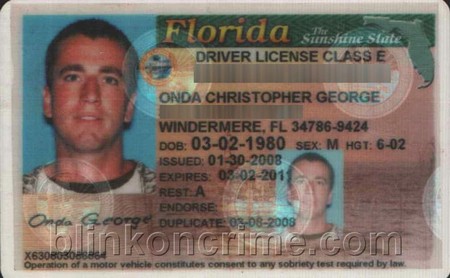 Florida The Sunshine State
DRIVER LICENSE CLASS E
ONDA CHRISTOPHER GEORGE
WINDERMERE, FL 34786-9424
DOB: 03-02-1980 SEX: M HGT: 6-02
ISSUED: 01-30-2008
EXPIRES: 03-02-2011
REST: A
ENDORSE:
DUPLICATE: 03-08-2008
Onda George
blinkoncrime.com
Operation of a motor vehicle constitutes consent to any sobriety test required by law.